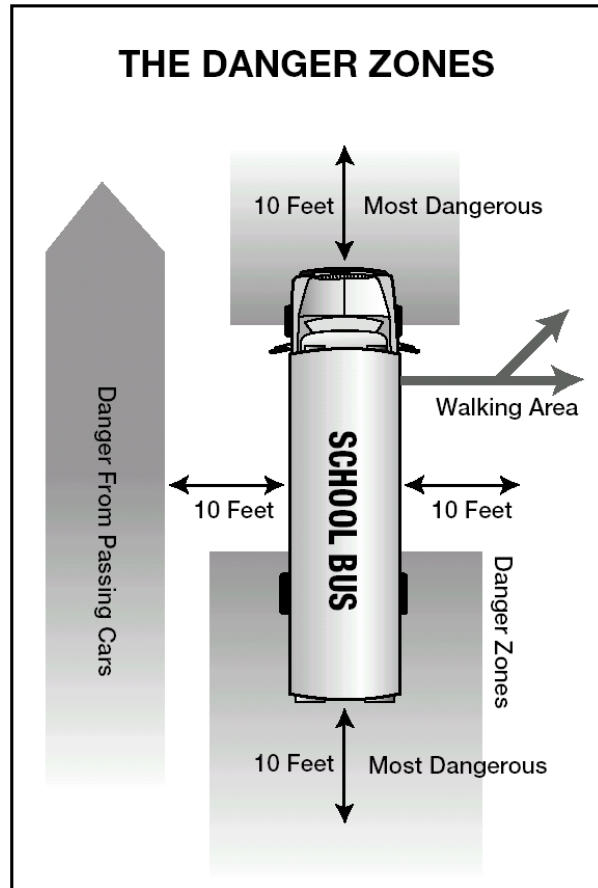 THE DANGER ZONES
10 Feet
Most Dangerous
Walking Area
Danger From Passing Cars
SCHOOL BUS
10 Feet
10 Feet
Danger Zones
10 Feet
Most Dangerous